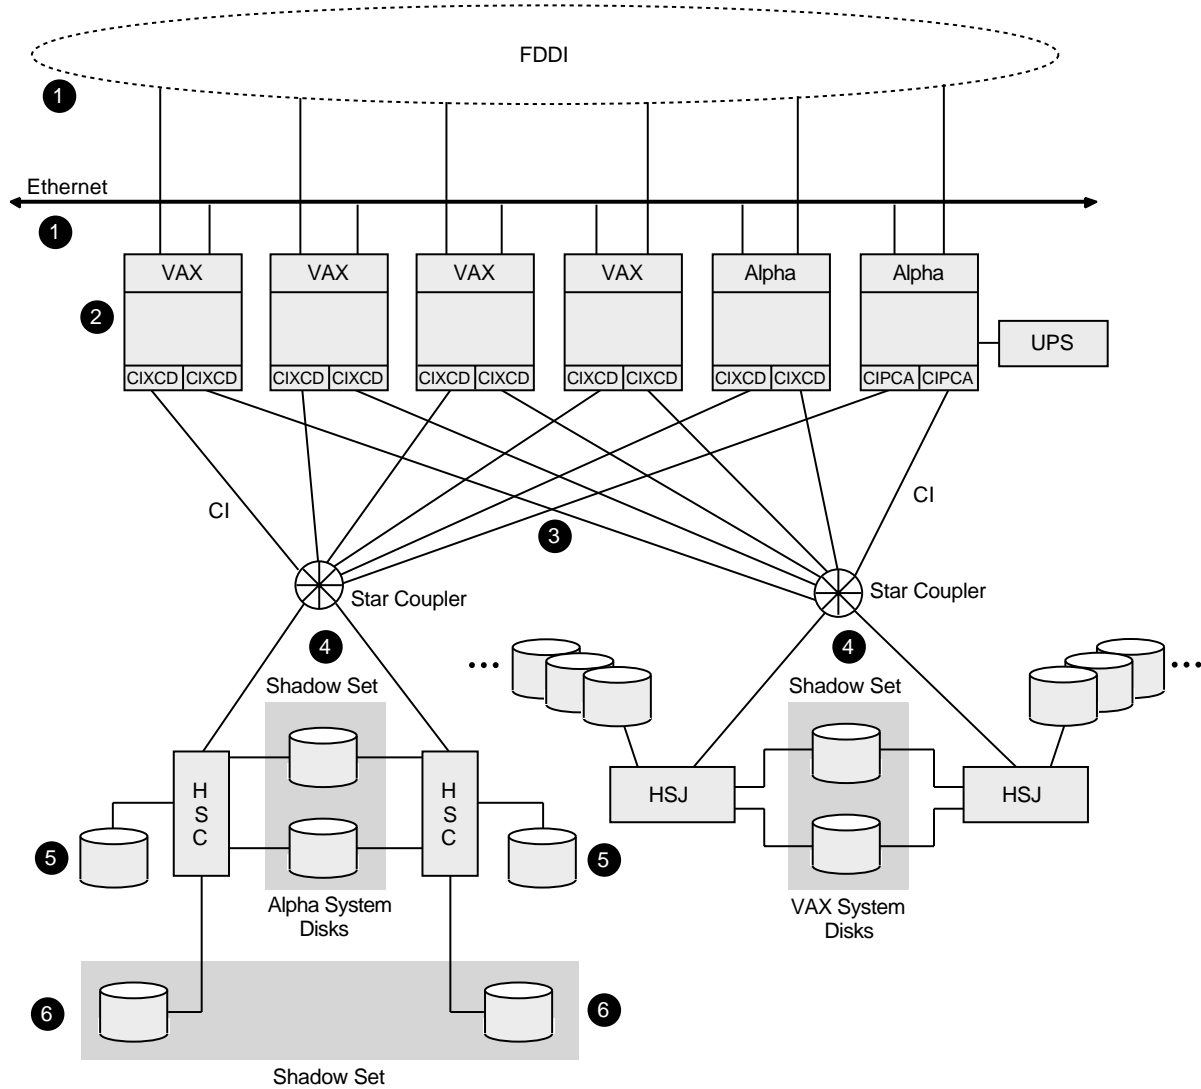 FDDI
1
Ethernet
1
VAX VAX VAX VAX Alpha Alpha
2
UPS
CIXCD CIXCD CIXCD CIXCD CIXCD CIXCD CIXCD CIXCD CIXCD CIXCD CIPCA CIPCA
CI CI
3
Star Coupler Star Coupler
4 4
Shadow Set Shadow Set
HSC HSC HSJ HSJ
5 5
Alpha System
Disks
VAX System
Disks
6 6
Shadow Set